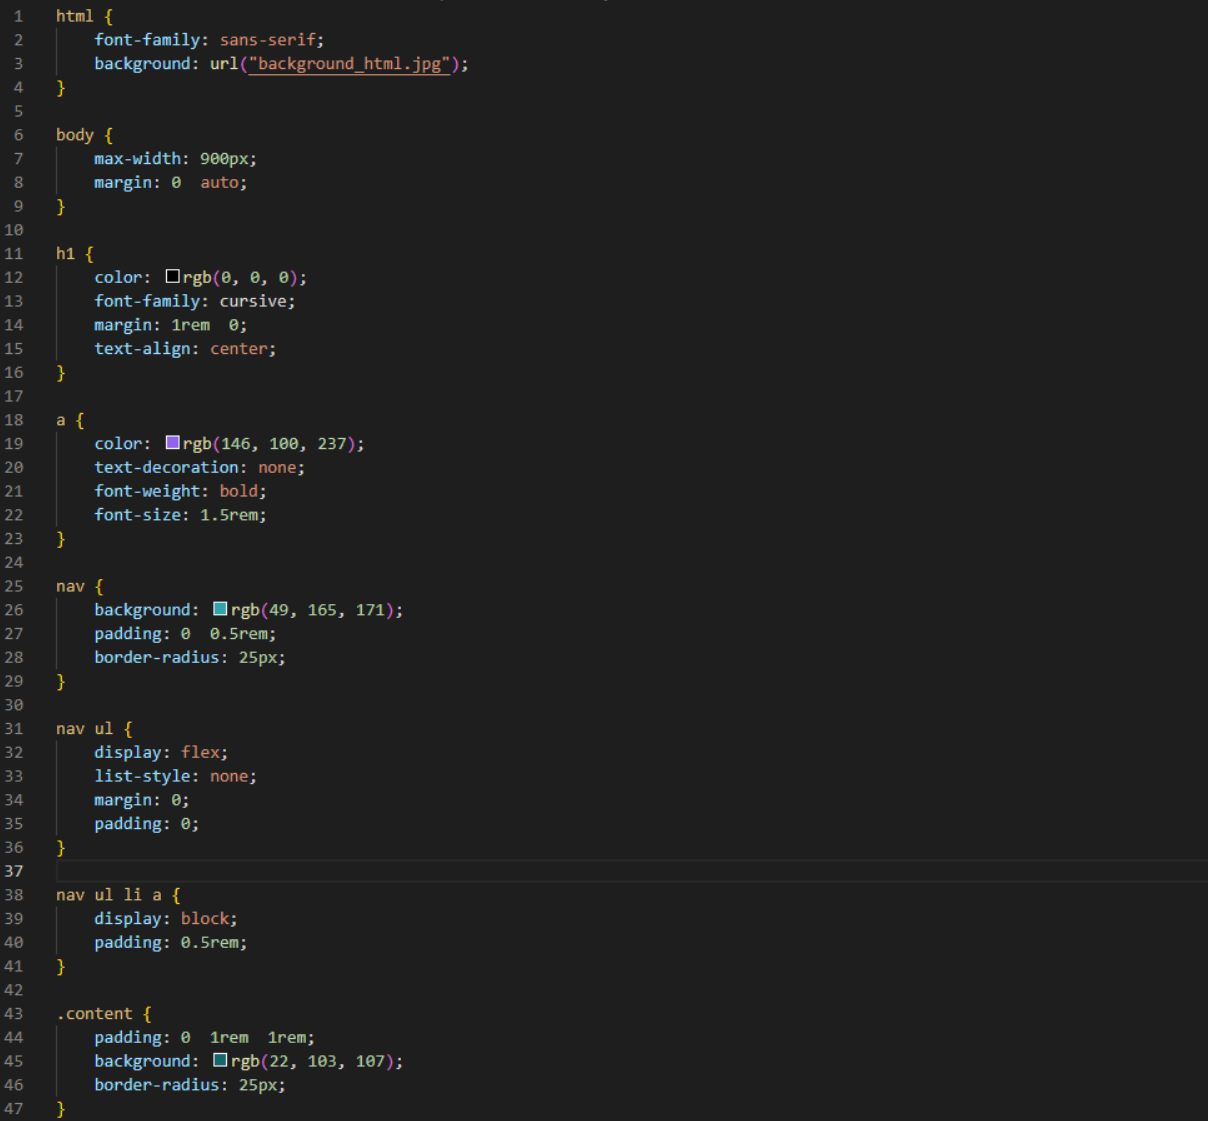 1 html {
2 font-family: sans-serif;
3 background: url("background_html.jpg");
4 }
5
6 body {
7 max-width: 900px;
8 margin: 0  auto;
9 }
10
11 h1 {
12 color: rgb(0, 0, 0);
13 font-family: cursive;
14 margin: 1rem  0;
15 text-align: center;
16 }
17
18 a {
19 color: rgb(146, 100, 237);
20 text-decoration: none;
21 font-weight: bold;
22 font-size: 1.5rem;
23 }
24
25 nav {
26 background: rgb(49, 165, 171);
27 padding: 0  0.5rem;
28 border-radius: 25px;
29 }
30
31 nav ul {
32 display: flex;
33 list-style: none;
34 margin: 0;
35 padding: 0;
36 }
37
38 nav ul li a {
39 display: block;
40 padding: 0.5rem;
41 }
42
43 .content {
44 padding: 0  1rem  1rem;
45 background: rgb(22, 103, 107);
46 border-radius: 25px;
47 }